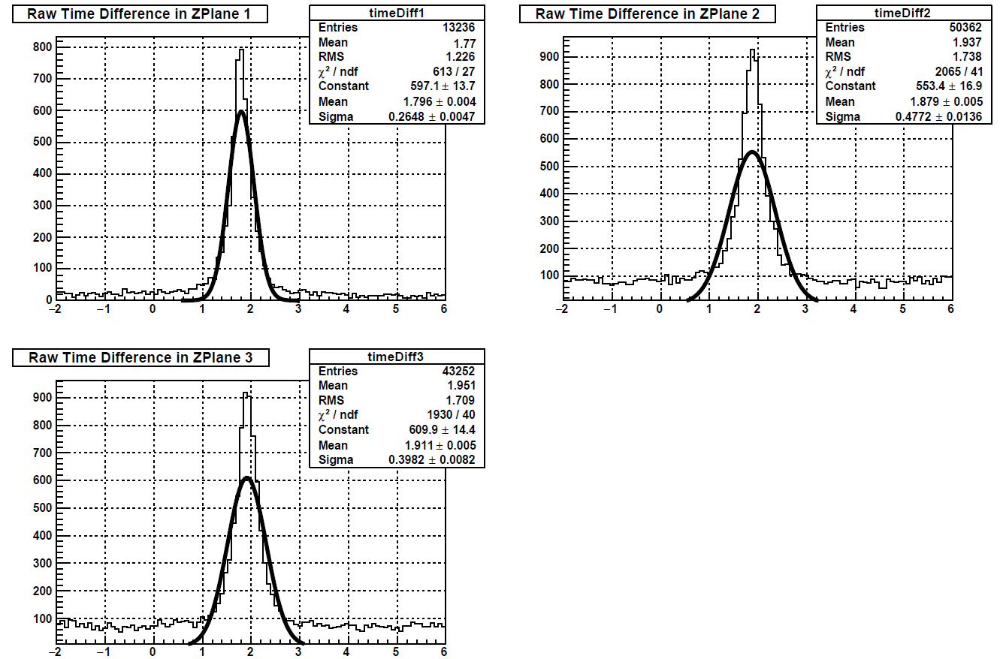 Raw Time Difference in ZPlane 1
timeDiff1
Entries 13236
Mean 1.77
RMS 1.226
χ² / ndf 613 / 27
Constant 597.1 ± 13.7
Mean 1.796 ± 0.004
Sigma 0.2648 ± 0.0047
800
700
600
500
400
300
200
100
0
−2 −1 0 1 2 3 4 5 6
Raw Time Difference in ZPlane 2
timeDiff2
Entries 50362
Mean 1.937
RMS 1.738
χ² / ndf 2065 / 41
Constant 553.4 ± 16.9
Mean 1.879 ± 0.005
Sigma 0.4772 ± 0.0136
900
800
700
600
500
400
300
200
100
−2 −1 0 1 2 3 4 5 6
Raw Time Difference in ZPlane 3
timeDiff3
Entries 43252
Mean 1.951
RMS 1.709
χ² / ndf 1930 / 40
Constant 609.9 ± 14.4
Mean 1.911 ± 0.005
Sigma 0.3982 ± 0.0082
900
800
700
600
500
400
300
200
100
−2 −1 0 1 2 3 4 5 6